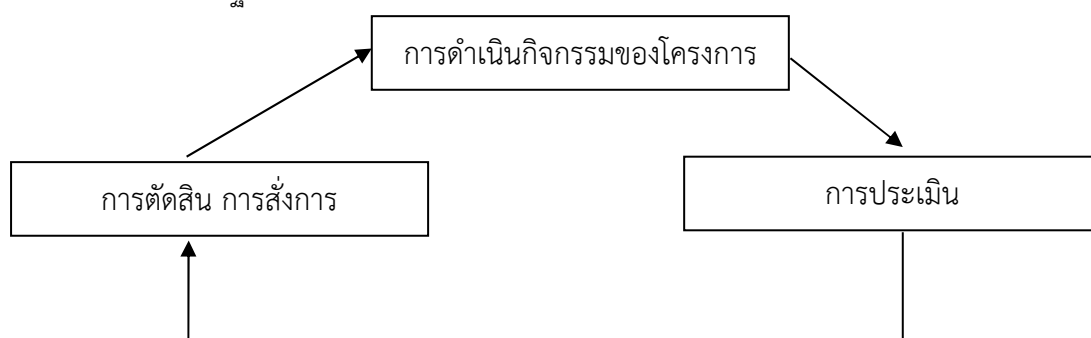 การดำเนินกิจกรรมของโครงการ
การตัดสิน การสั่งการ
การประเมิน